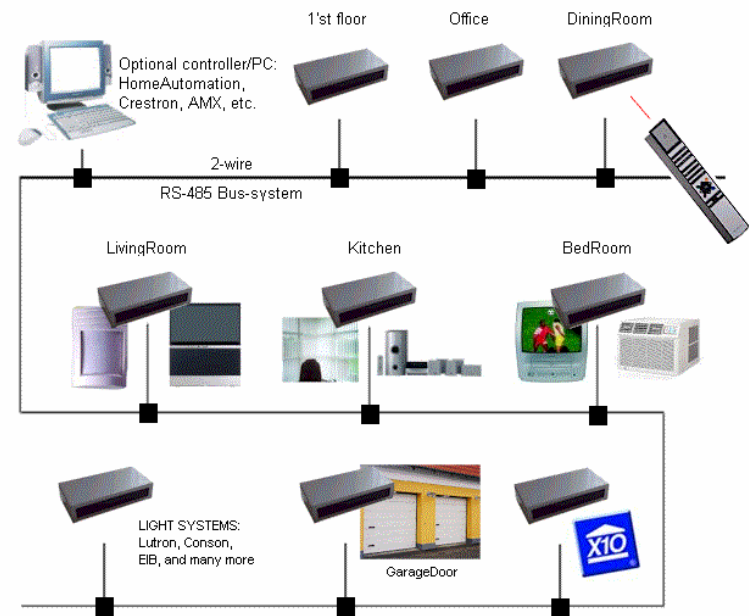 1'st floor
Office
DiningRoom
Optional controller/PC:
HomeAutomation,
Crestron, AMX, etc.
2-wire
RS-485 Bus-system
LivingRoom
Kitchen
BedRoom
LIGHT SYSTEMS:
Lutron, Conson,
EIB, and many more
GarageDoor
X10